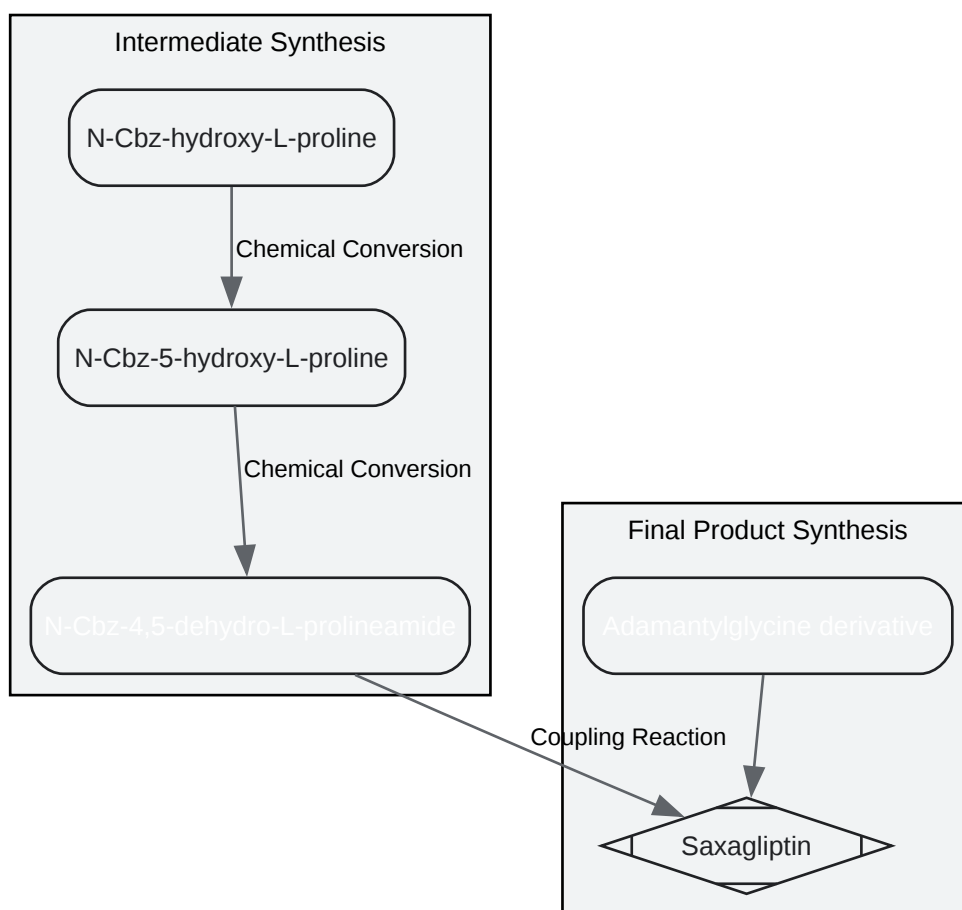 Intermediate Synthesis
N-Cbz-hydroxy-L-proline
Chemical Conversion
N-Cbz-5-hydroxy-L-proline
Chemical Conversion
N-Cbz-4,5-dehydro-L-prolineamide
Final Product Synthesis
Adamantylglycine derivative
Coupling Reaction
Saxagliptin